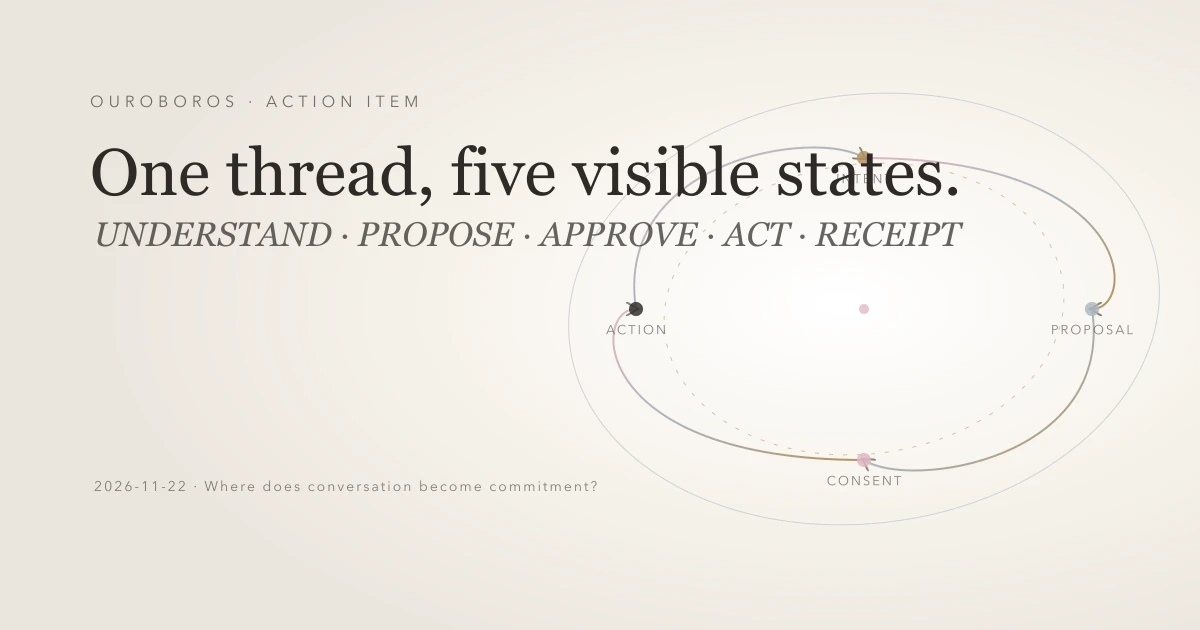 OUROBOROS · ACTION ITEM
One thread, five visible states.
UNDERSTAND · PROPOSE · APPROVE · ACT · RECEIPT
INTENT
ACTION
PROPOSAL
CONSENT
2026-11-22 · Where does conversation become commitment?